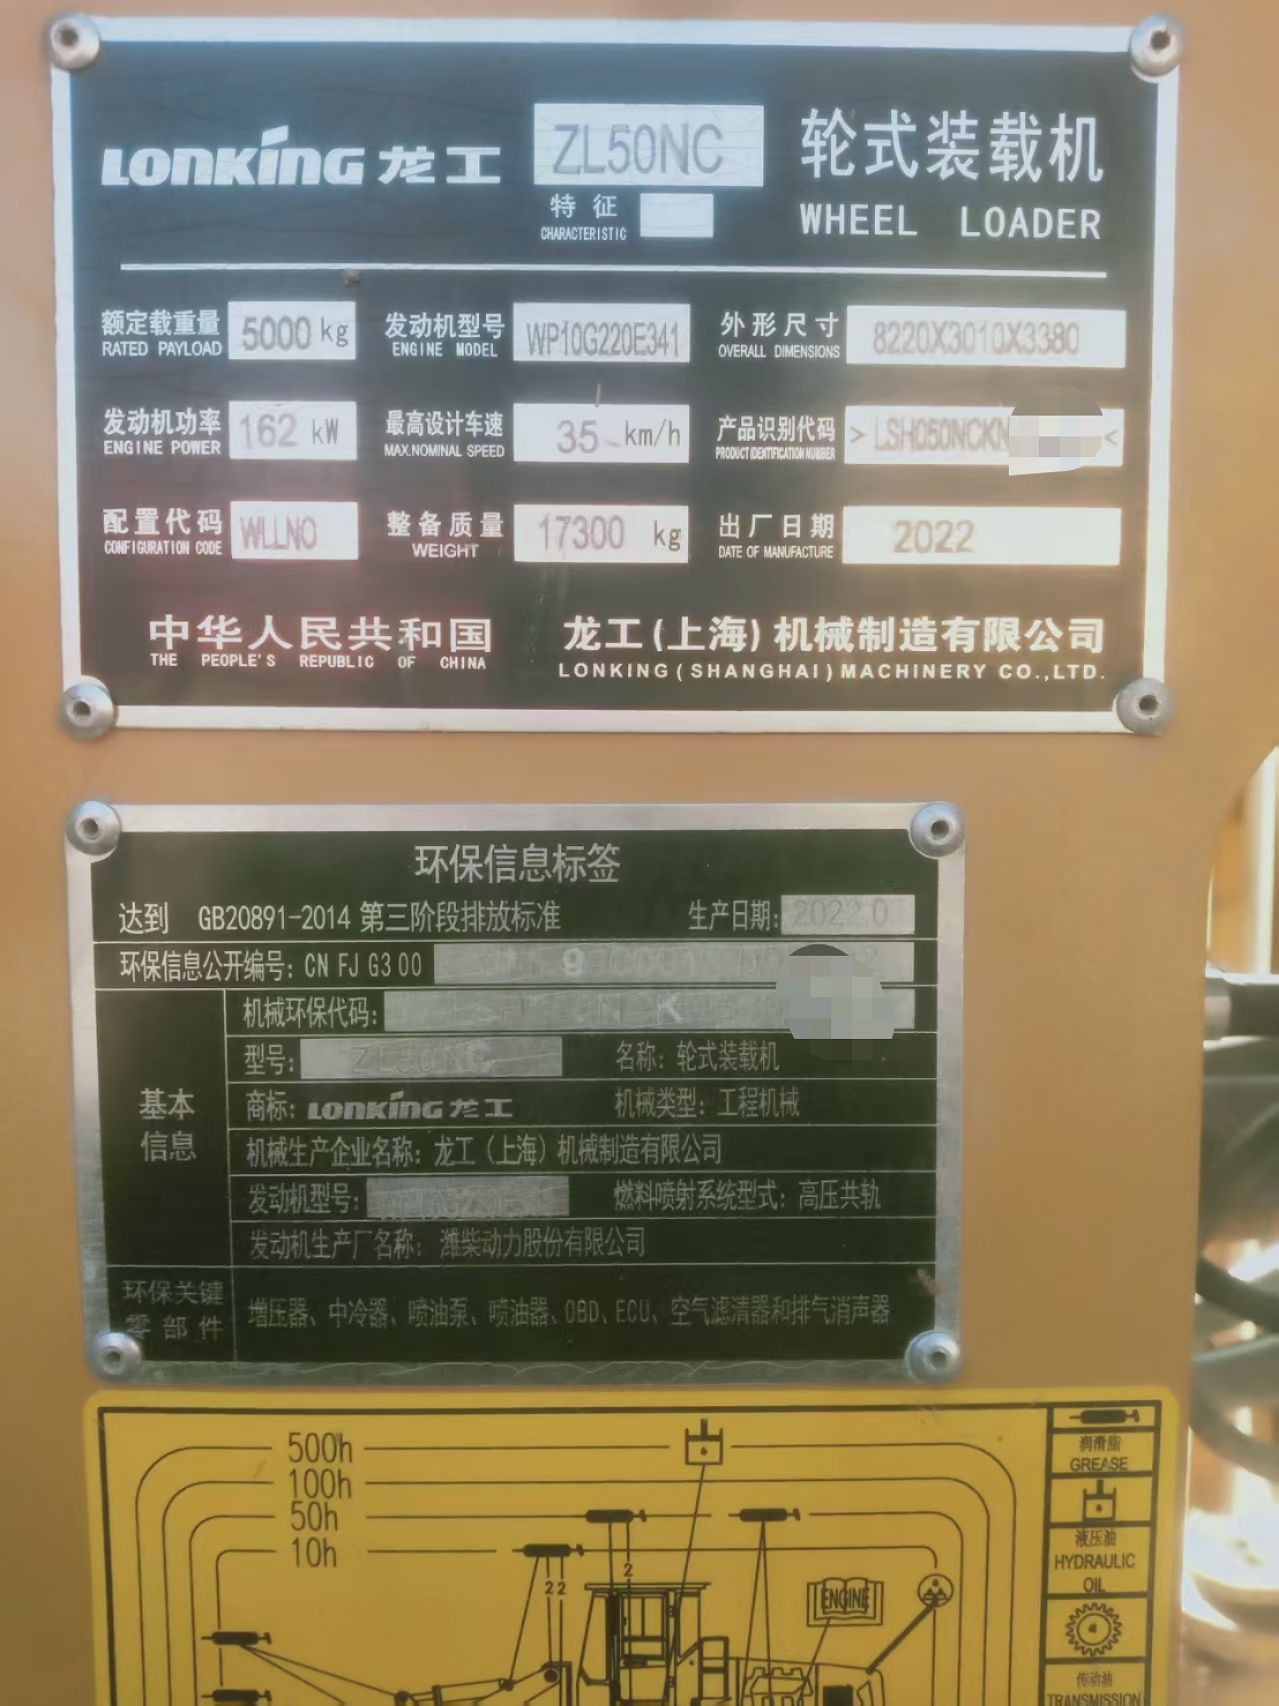 LONKING 龙工 ZL50NC 轮式装载机
特征
CHARACTERISTIC
WHEEL LOADER
额定载重量 5000 kg 发动机型号 WP10G220E341 外形尺寸 8220X3010X3380
RATED PAYLOAD ENGINE MODEL OVERALL DIMENSIONS
发动机功率 162 kW 最高设计车速 35 km/h 产品识别代码 > LSH050NCKN <
ENGINE POWER MAX.NOMINAL SPEED PRODUCT IDENTIFICATION NUMBER
配置代码 WLLNO 整备质量 17300 kg 出厂日期 2022
CONFIGURATION CODE WEIGHT DATE OF MANUFACTURE
中华人民共和国 龙工(上海)机械制造有限公司
THE PEOPLE'S REPUBLIC OF CHINA LONKING(SHANGHAI)MACHINERY CO.,LTD.
环保信息标签
达到 GB20891-2014 第三阶段排放标准 生产日期: 2022.0
环保信息公开编号: CN FJ G3 00
机械环保代码:
型号: ZL50NC 名称: 轮式装载机
商标: LONKING 龙工 机械类型: 工程机械
基本
信息
机械生产企业名称: 龙工(上海)机械制造有限公司
发动机型号: 燃料喷射系统型式: 高压共轨
发动机生产厂名称: 潍柴动力股份有限公司
环保关键
零部件
增压器、中冷器、喷油泵、喷油器、OBD、ECU、空气滤清器和排气消声器
500h
100h
50h
10h
2 2
2
ENGINE
润滑脂
GREASE
液压油
HYDRAULIC
OIL
传动油
TRANSMISSION